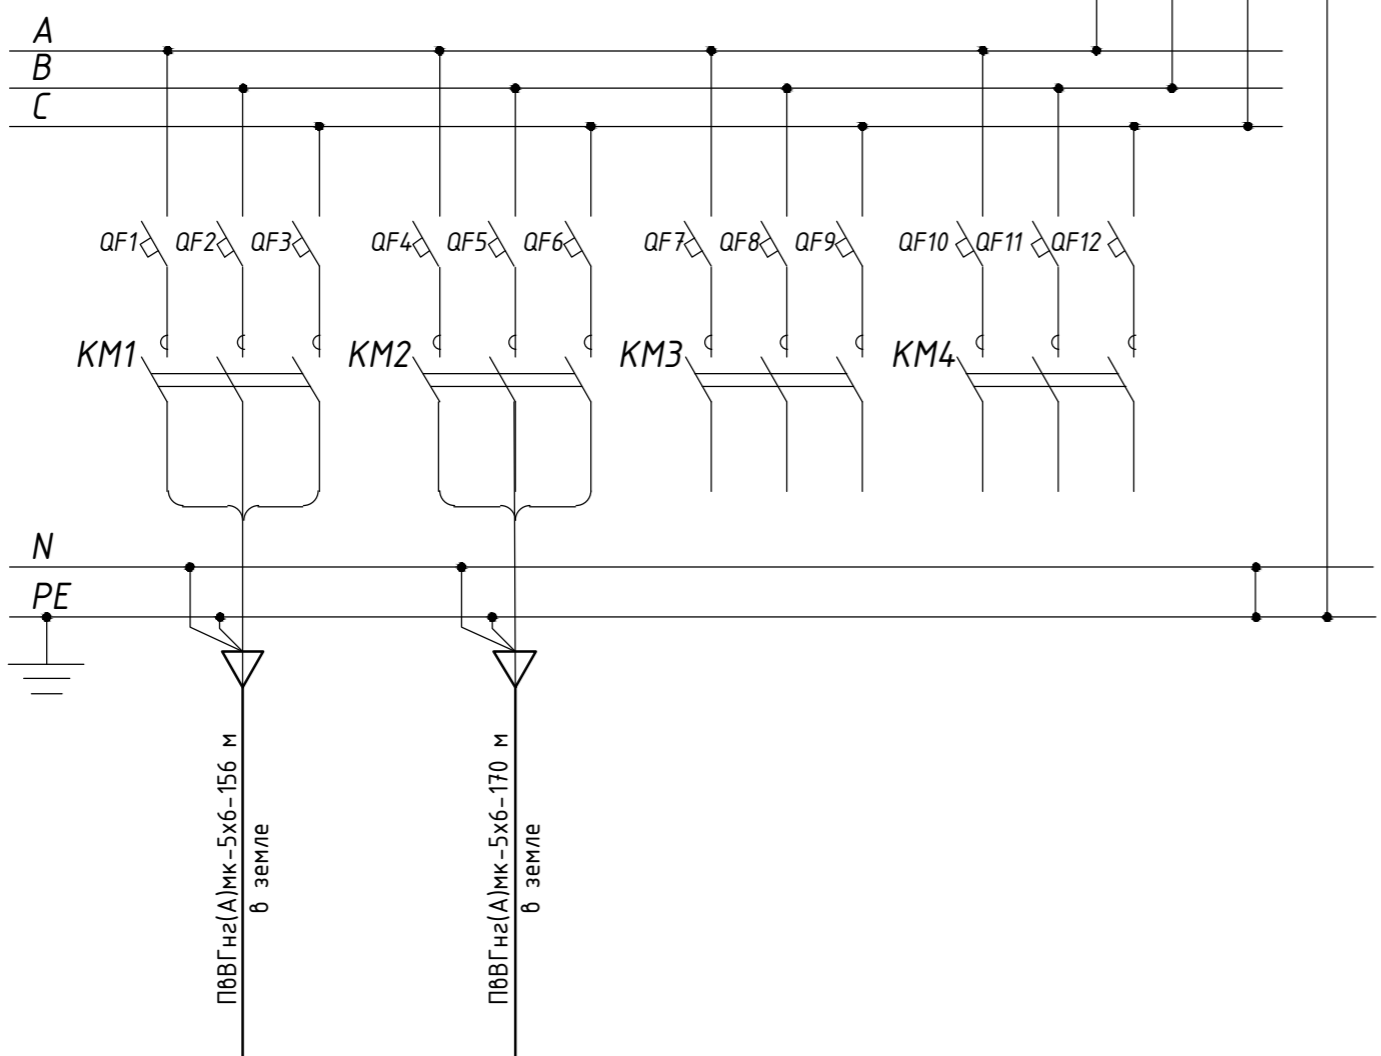 A
B
C
QF1
QF2
QF3
QF4
QF5
QF6
QF7
QF8
QF9
QF10
QF11
QF12
KM1
KM2
KM3
KM4
N
PE
ПвВГнг(А)мк-5х6-156 м
в земле
ПвВГнг(А)мк-5х6-170 м
в земле